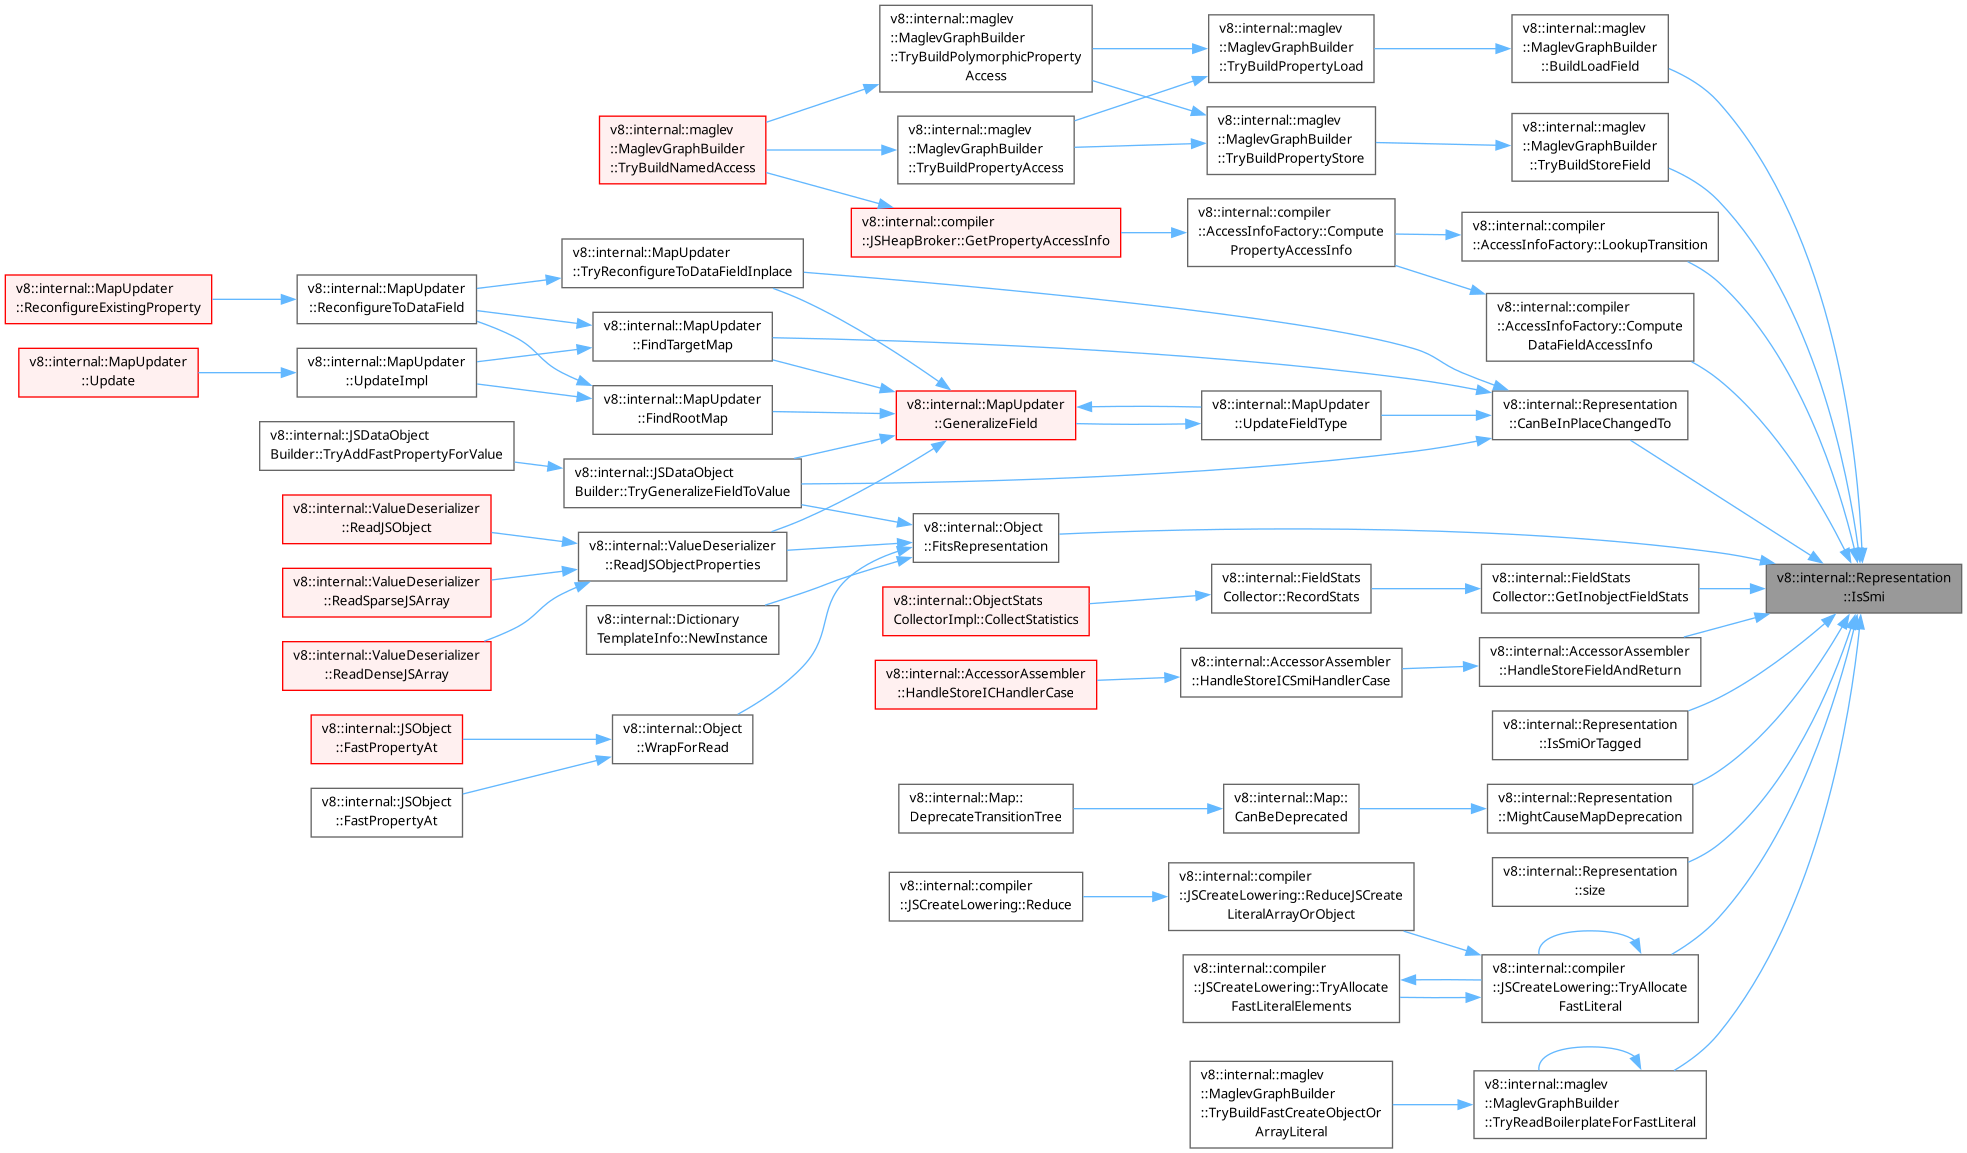 v8::internal::maglev
::MaglevGraphBuilder
::TryBuildPolymorphicProperty
Access
v8::internal::maglev
::MaglevGraphBuilder
::TryBuildPropertyLoad
v8::internal::maglev
::MaglevGraphBuilder
::BuildLoadField
v8::internal::maglev
::MaglevGraphBuilder
::TryBuildNamedAccess
v8::internal::maglev
::MaglevGraphBuilder
::TryBuildPropertyAccess
v8::internal::maglev
::MaglevGraphBuilder
::TryBuildPropertyStore
v8::internal::maglev
::MaglevGraphBuilder
::TryBuildStoreField
v8::internal::compiler
::JSHeapBroker::GetPropertyAccessInfo
v8::internal::compiler
::AccessInfoFactory::Compute
PropertyAccessInfo
v8::internal::compiler
::AccessInfoFactory::LookupTransition
v8::internal::MapUpdater
::TryReconfigureToDataFieldInplace
v8::internal::MapUpdater
::ReconfigureExistingProperty
v8::internal::MapUpdater
::ReconfigureToDataField
v8::internal::compiler
::AccessInfoFactory::Compute
DataFieldAccessInfo
v8::internal::MapUpdater
::FindTargetMap
v8::internal::MapUpdater
::Update
v8::internal::MapUpdater
::UpdateImpl
v8::internal::MapUpdater
::FindRootMap
v8::internal::MapUpdater
::GeneralizeField
v8::internal::MapUpdater
::UpdateFieldType
v8::internal::Representation
::CanBeInPlaceChangedTo
v8::internal::JSDataObject
Builder::TryAddFastPropertyForValue
v8::internal::JSDataObject
Builder::TryGeneralizeFieldToValue
v8::internal::ValueDeserializer
::ReadJSObject
v8::internal::ValueDeserializer
::ReadJSObjectProperties
v8::internal::Object
::FitsRepresentation
v8::internal::ValueDeserializer
::ReadSparseJSArray
v8::internal::Dictionary
TemplateInfo::NewInstance
v8::internal::ObjectStats
CollectorImpl::CollectStatistics
v8::internal::FieldStats
Collector::RecordStats
v8::internal::FieldStats
Collector::GetInobjectFieldStats
v8::internal::Representation
::IsSmi
v8::internal::ValueDeserializer
::ReadDenseJSArray
v8::internal::AccessorAssembler
::HandleStoreICHandlerCase
v8::internal::AccessorAssembler
::HandleStoreICSmiHandlerCase
v8::internal::AccessorAssembler
::HandleStoreFieldAndReturn
v8::internal::JSObject
::FastPropertyAt
v8::internal::Object
::WrapForRead
v8::internal::Representation
::IsSmiOrTagged
v8::internal::JSObject
::FastPropertyAt
v8::internal::Map::
DeprecateTransitionTree
v8::internal::Map::
CanBeDeprecated
v8::internal::Representation
::MightCauseMapDeprecation
v8::internal::Representation
::size
v8::internal::compiler
::JSCreateLowering::Reduce
v8::internal::compiler
::JSCreateLowering::ReduceJSCreate
LiteralArrayOrObject
v8::internal::compiler
::JSCreateLowering::TryAllocate
FastLiteralElements
v8::internal::compiler
::JSCreateLowering::TryAllocate
FastLiteral
v8::internal::maglev
::MaglevGraphBuilder
::TryBuildFastCreateObjectOr
ArrayLiteral
v8::internal::maglev
::MaglevGraphBuilder
::TryReadBoilerplateForFastLiteral